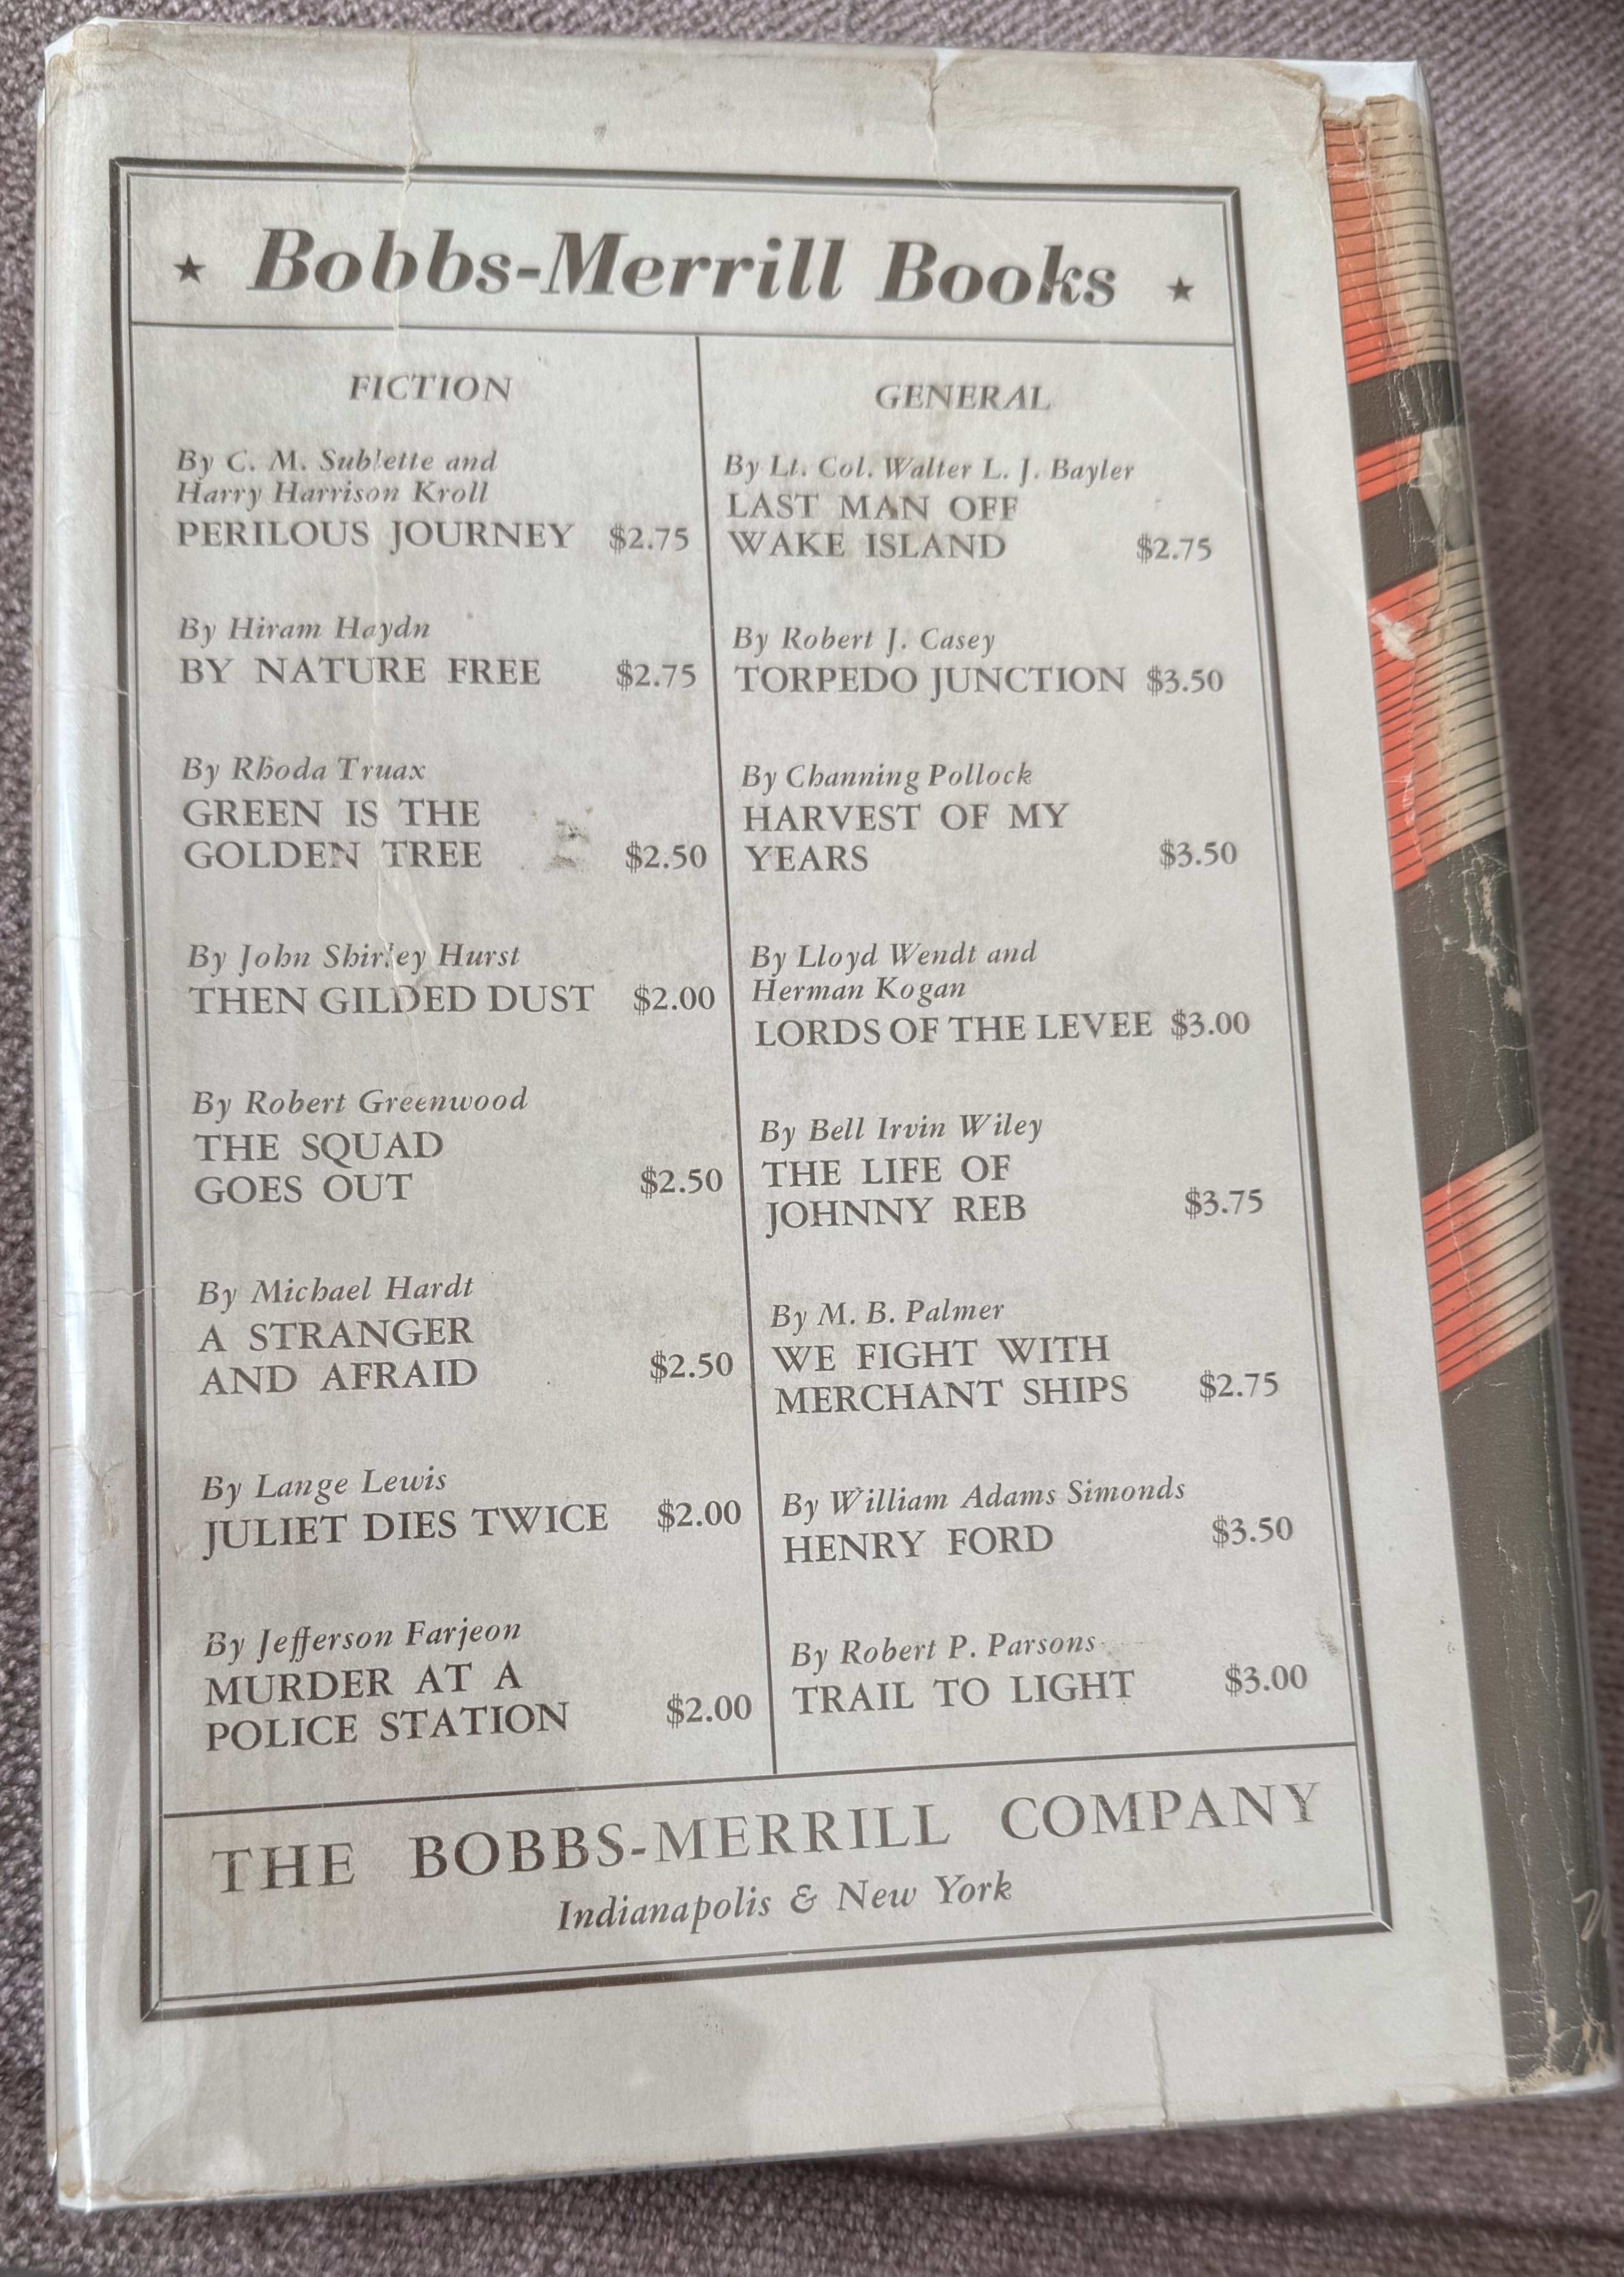 ★ Bobbs-Merrill Books ★
FICTION
By C. M. Sublette and
Harry Harrison Kroll
PERILOUS JOURNEY $2.75
By Hiram Haydn
BY NATURE FREE $2.75
By Rhoda Truax
GREEN IS THE
GOLDEN TREE $2.50
By John Shirley Hurst
THEN GILDED DUST $2.00
By Robert Greenwood
THE SQUAD
GOES OUT $2.50
By Michael Hardt
A STRANGER
AND AFRAID $2.50
By Lange Lewis
JULIET DIES TWICE $2.00
By Jefferson Farjeon
MURDER AT A
POLICE STATION $2.00
GENERAL
By Lt. Col. Walter L. J. Bayler
LAST MAN OFF
WAKE ISLAND $2.75
By Robert J. Casey
TORPEDO JUNCTION $3.50
By Channing Pollock
HARVEST OF MY
YEARS $3.50
By Lloyd Wendt and
Herman Kogan
LORDS OF THE LEVEE $3.00
By Bell Irvin Wiley
THE LIFE OF
JOHNNY REB $3.75
By M. B. Palmer
WE FIGHT WITH
MERCHANT SHIPS $2.75
By William Adams Simonds
HENRY FORD $3.50
By Robert P. Parsons
TRAIL TO LIGHT $3.00
THE BOBBS-MERRILL COMPANY
Indianapolis & New York